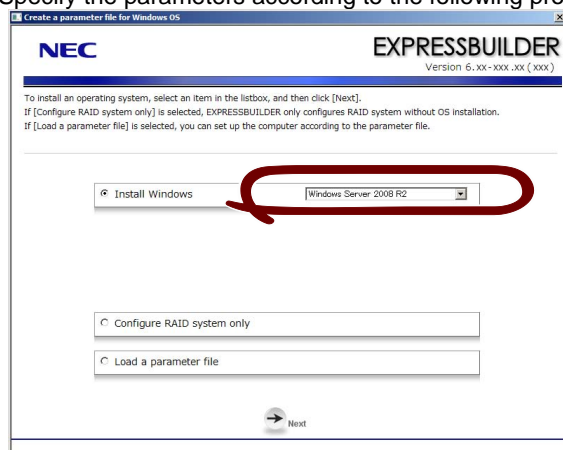 Specify the parameters according to the following pro
Create a parameter file for Windows OS
NEC
EXPRESSBUILDER
Version 6.xx-xxx.xx (xxx)
To install an operating system, select an item in the listbox, and then click [Next].
If [Configure RAID system only] is selected, EXPRESSBUILDER only configures RAID system without OS installation.
If [Load a parameter file] is selected, you can set up the computer according to the parameter file.
Install Windows
Windows Server 2008 R2
Configure RAID system only
Load a parameter file
Next